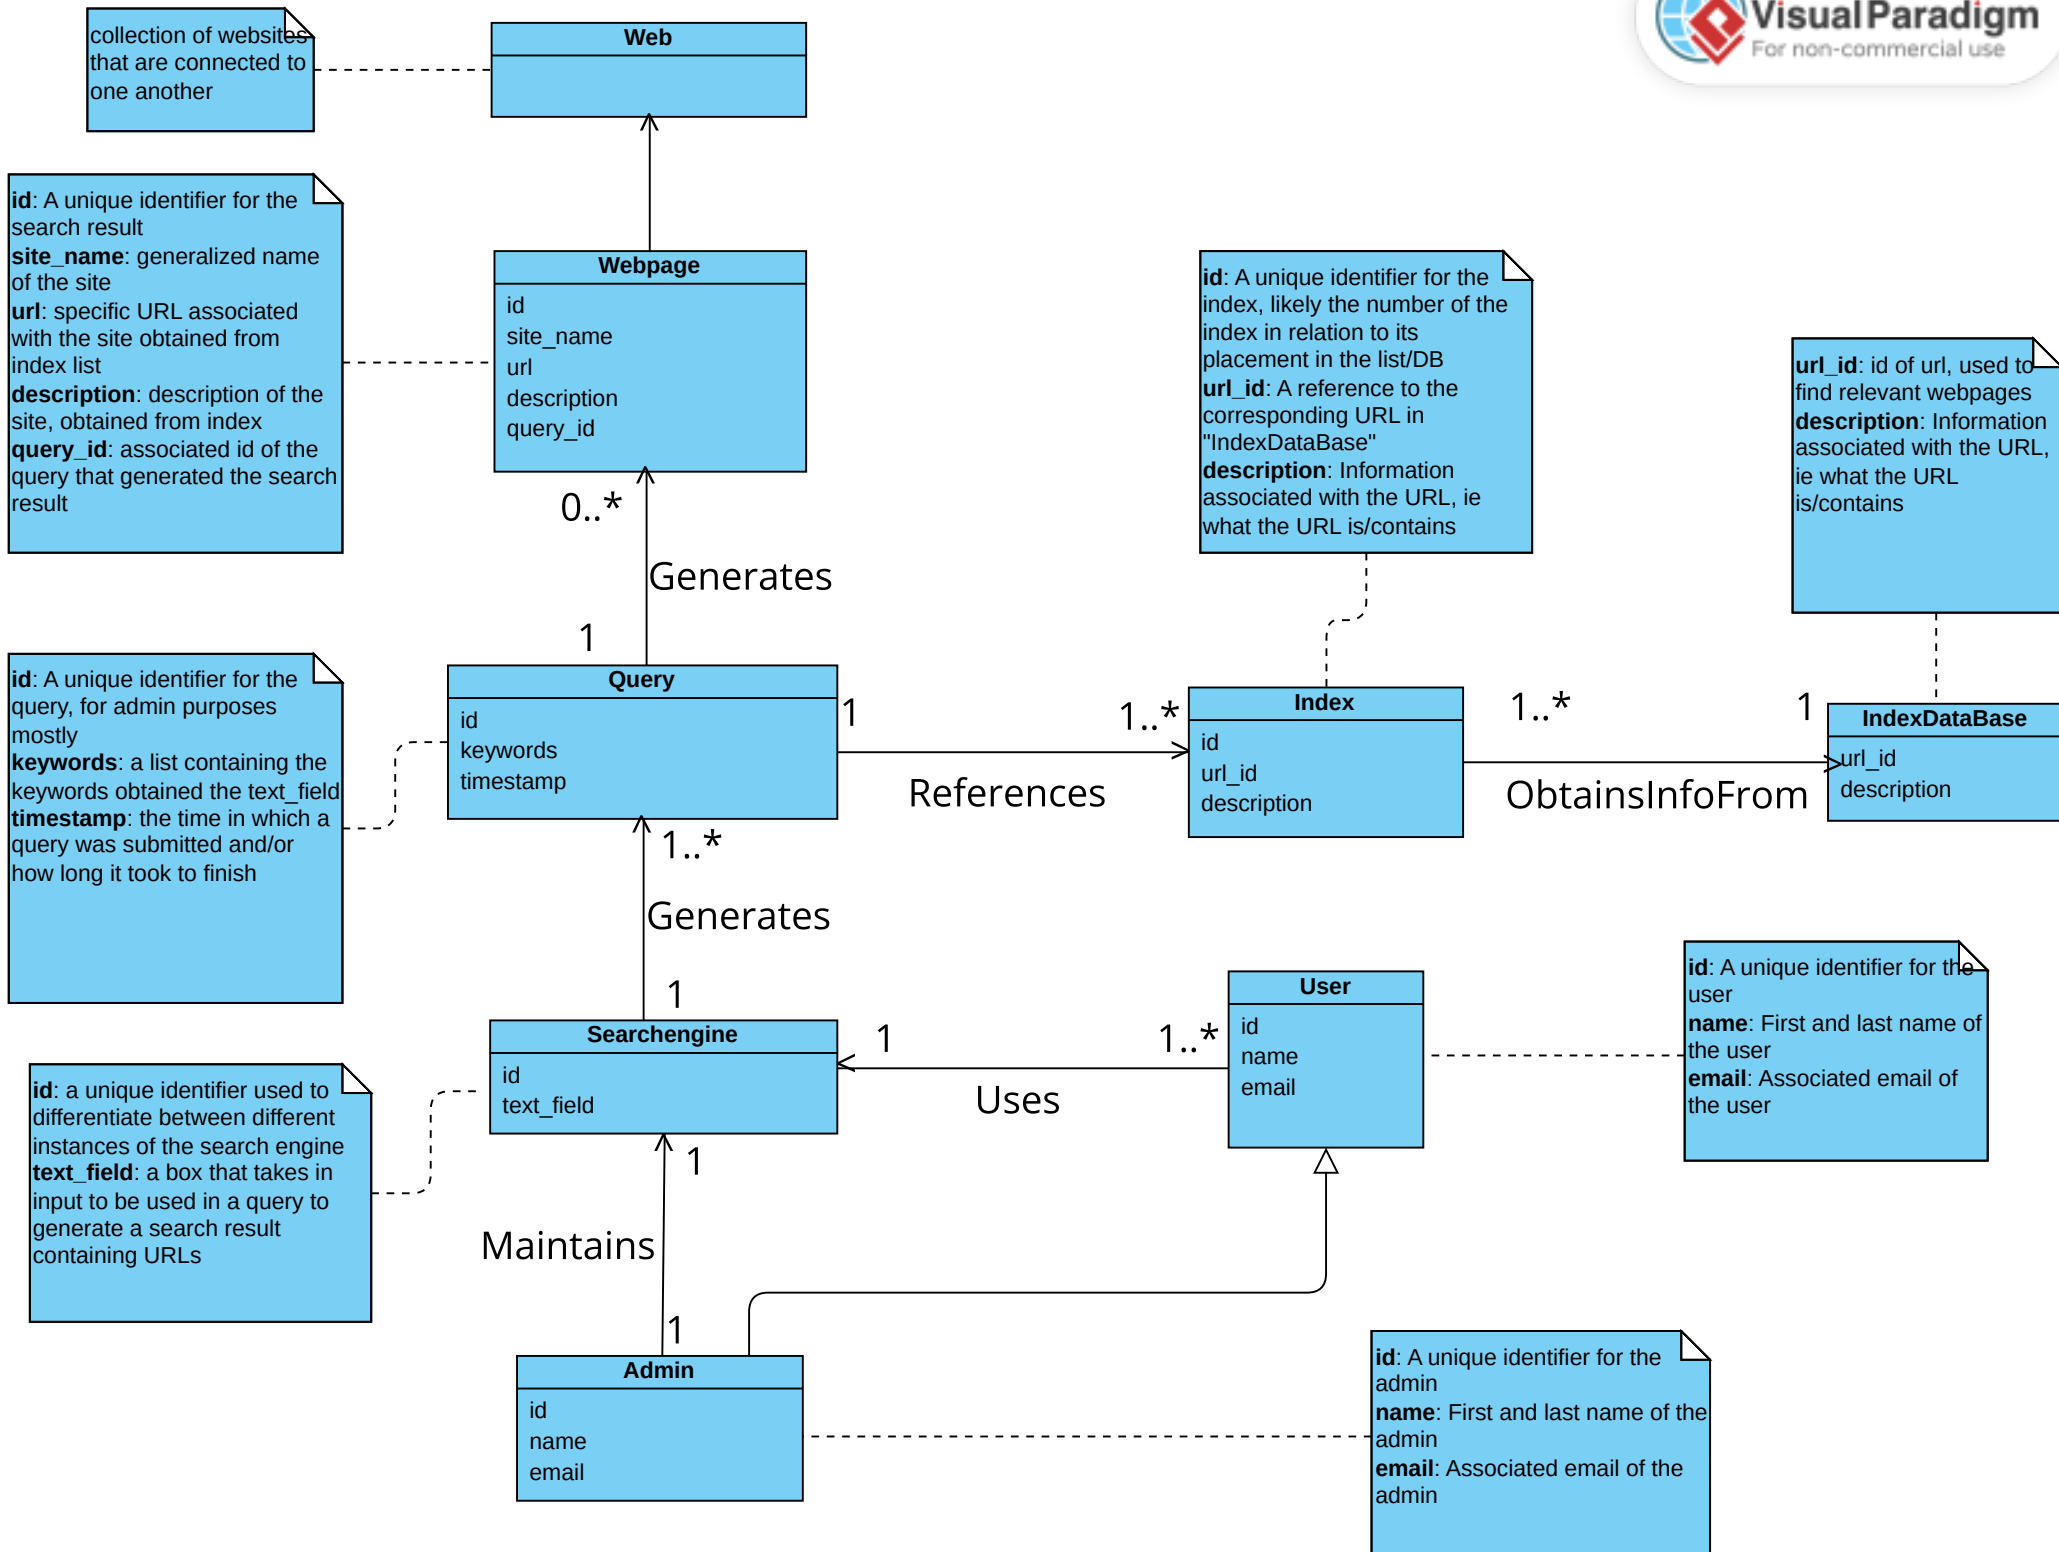 Visual Paradigm
For non-commercial use
collection of websites
that are connected to
one another
Web
id: A unique identifier for the
search result
site_name: generalized name
of the site
url: specific URL associated
with the site obtained from
index list
description: description of the
site, obtained from index
query_id: associated id of the
query that generated the search
result
Webpage
id
site_name
url
description
query_id
id: A unique identifier for the
index, likely the number of the
index in relation to its
placement in the list/DB
url_id: A reference to the
corresponding URL in
"IndexDataBase"
description: Information
associated with the URL, ie
what the URL is/contains
url_id: id of url, used to
find relevant webpages
description: Information
associated with the URL,
ie what the URL
is/contains
0..*
Generates
1
id: A unique identifier for the
query, for admin purposes
mostly
keywords: a list containing the
keywords obtained the text_field
timestamp: the time in which a
query was submitted and/or
how long it took to finish
Query
id
keywords
timestamp
1
1..*
References
Index
id
url_id
description
1..*
1
ObtainsInfoFrom
IndexDataBase
url_id
description
1..*
Generates
1
Searchengine
id
text_field
1
1..*
Uses
User
id
name
email
id: A unique identifier for the
user
name: First and last name of
the user
email: Associated email of
the user
id: a unique identifier used to
differentiate between different
instances of the search engine
text_field: a box that takes in
input to be used in a query to
generate a search result
containing URLs
1
Maintains
1
Admin
id
name
email
id: A unique identifier for the
admin
name: First and last name of the
admin
email: Associated email of the
admin